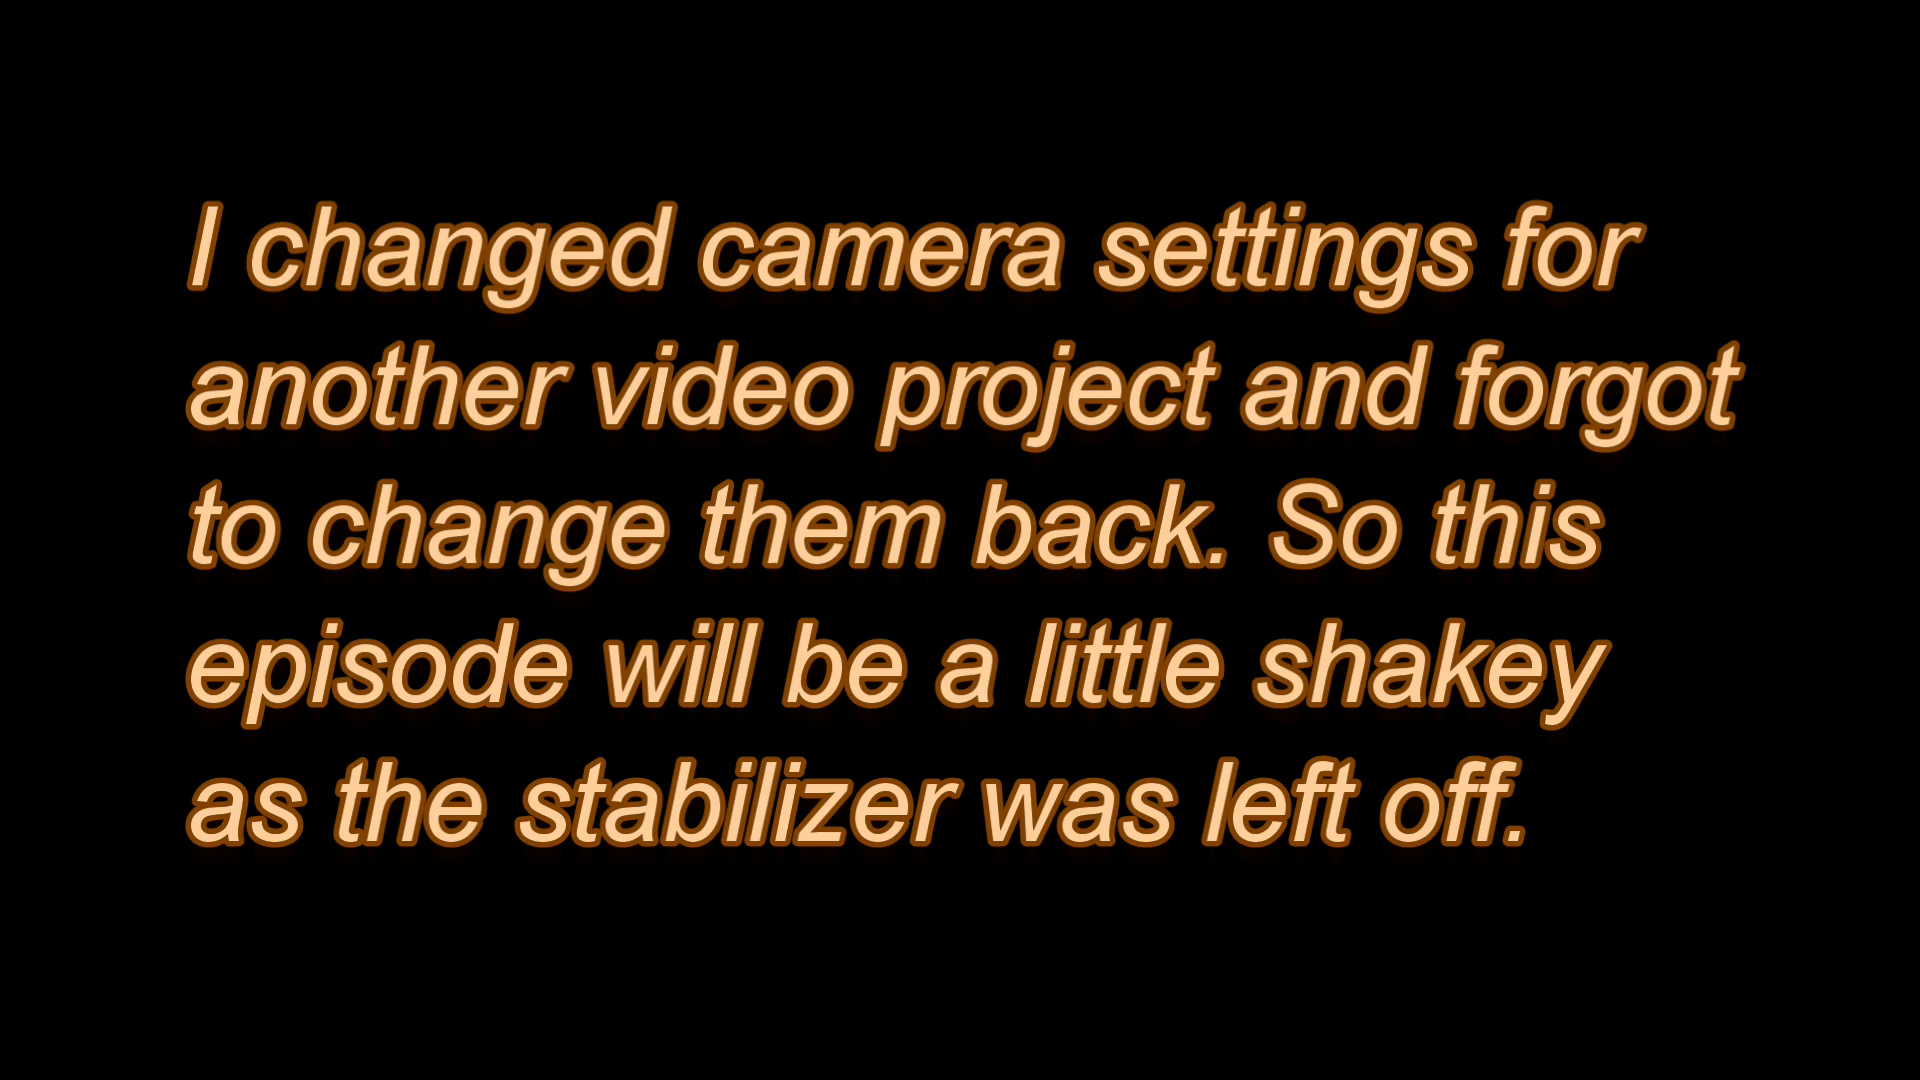 I changed camera settings for
another video project and forgot
to change them back. So this
episode will be a little shakey
as the stabilizer was left off.